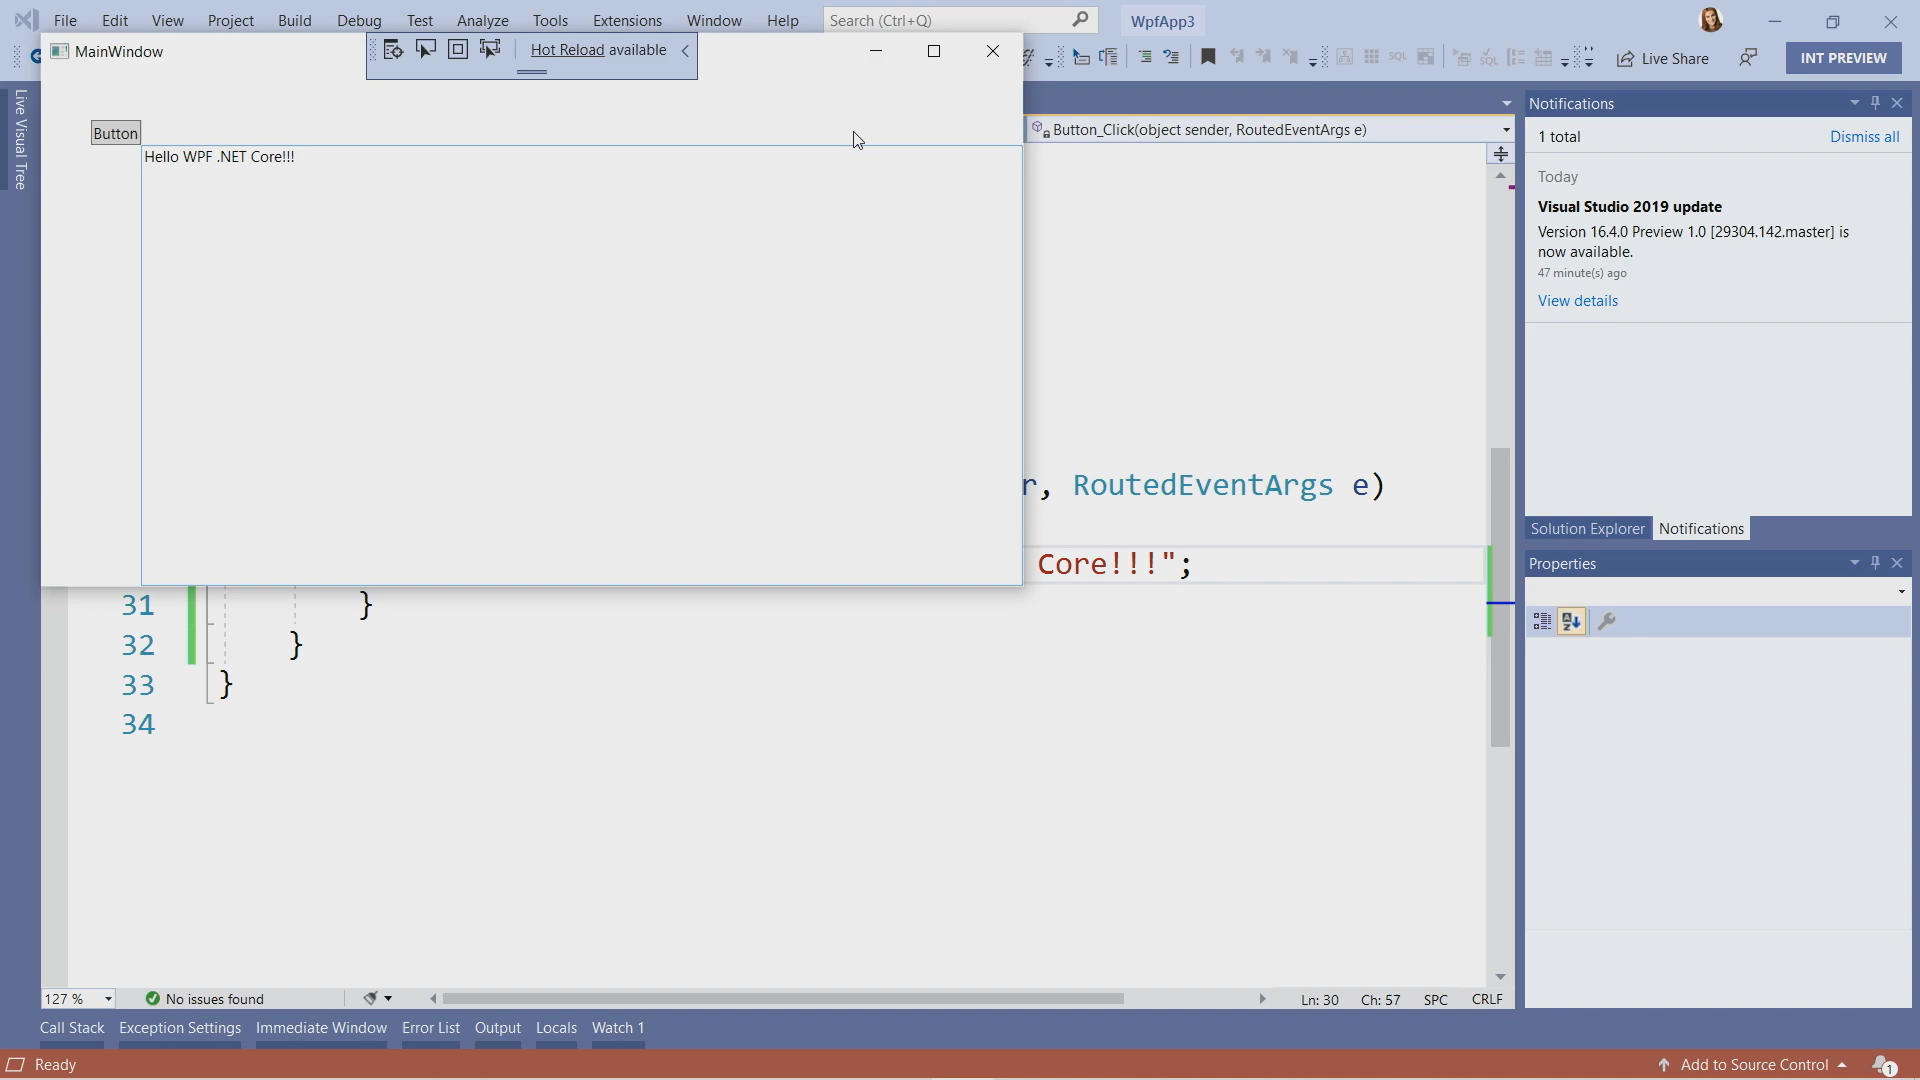 File Edit View Project Build Debug Test Analyze Tools Extensions Window Help Search (Ctrl+Q) WpfApp3
MainWindow
Hot Reload available
Live Share
INT PREVIEW
Live Visual Tree
Button
Hello WPF .NET Core!!!
Button_Click(object sender, RoutedEventArgs e)
r, RoutedEventArgs e)
Core!!!";
31 }
32 }
33 }
34
Notifications
1 total Dismiss all
Today
Visual Studio 2019 update
Version 16.4.0 Preview 1.0 [29304.142.master] is
now available.
47 minute(s) ago
View details
Solution Explorer Notifications
Properties
127 % No issues found Ln: 30 Ch: 57 SPC CRLF
Call Stack Exception Settings Immediate Window Error List Output Locals Watch 1
Ready Add to Source Control 1